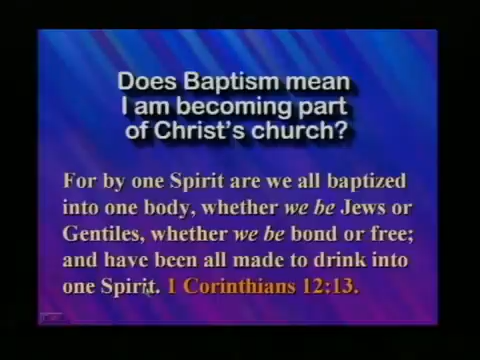 Does Baptism mean
I am becoming part
of Christ's church?
For by one Spirit are we all baptized
into one body, whether we be Jews or
Gentiles, whether we be bond or free;
and have been all made to drink into
one Spirit. 1 Corinthians 12:13.